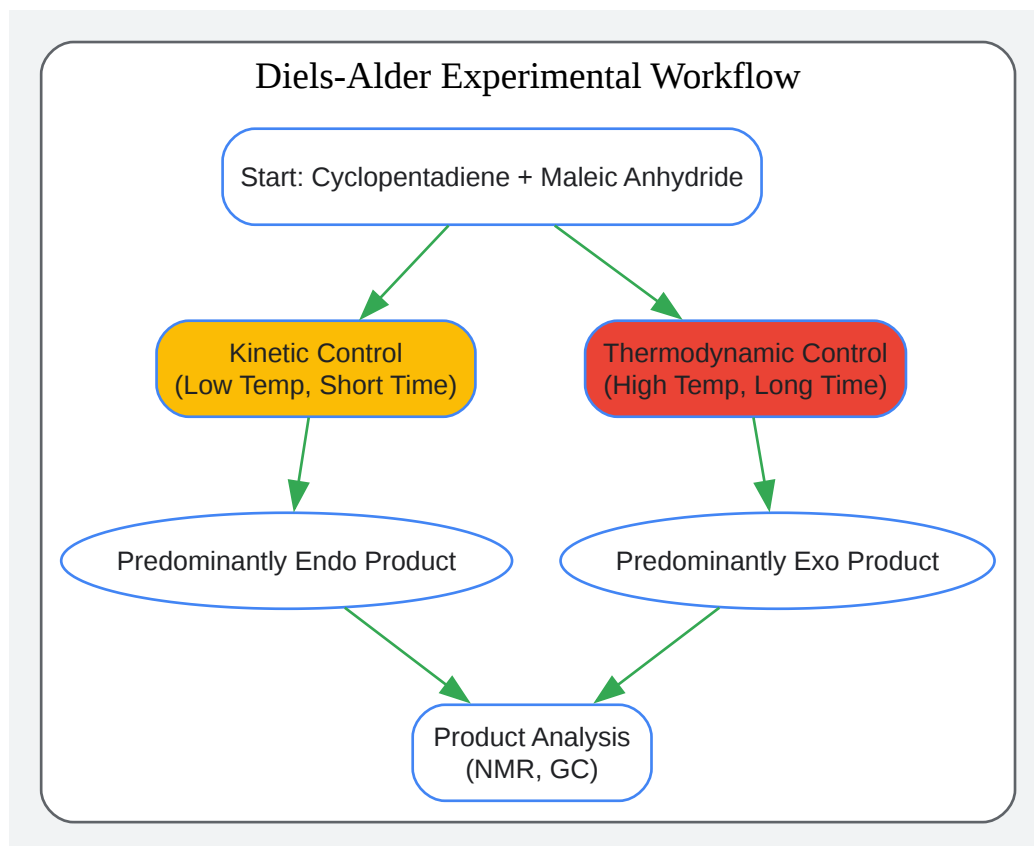 Diels-Alder Experimental Workflow
Start: Cyclopentadiene + Maleic Anhydride
Kinetic Control
(Low Temp, Short Time)
Thermodynamic Control
(High Temp, Long Time)
Predominantly Endo Product
Predominantly Exo Product
Product Analysis
(NMR, GC)